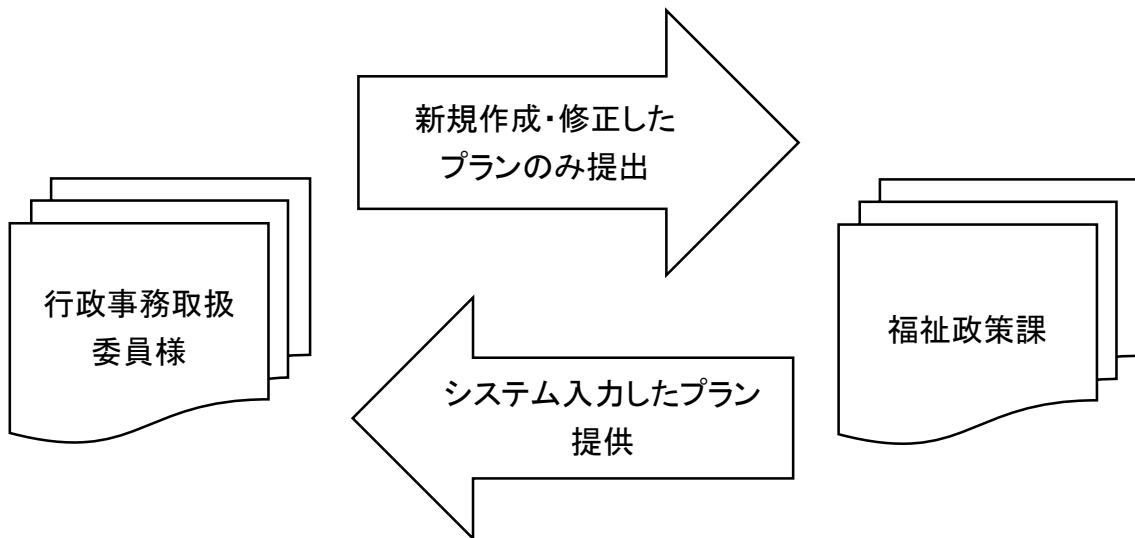 新規作成・修正した
プランのみ提出
行政事務取扱
委員様
福祉政策課
システム入力したプラン
提供